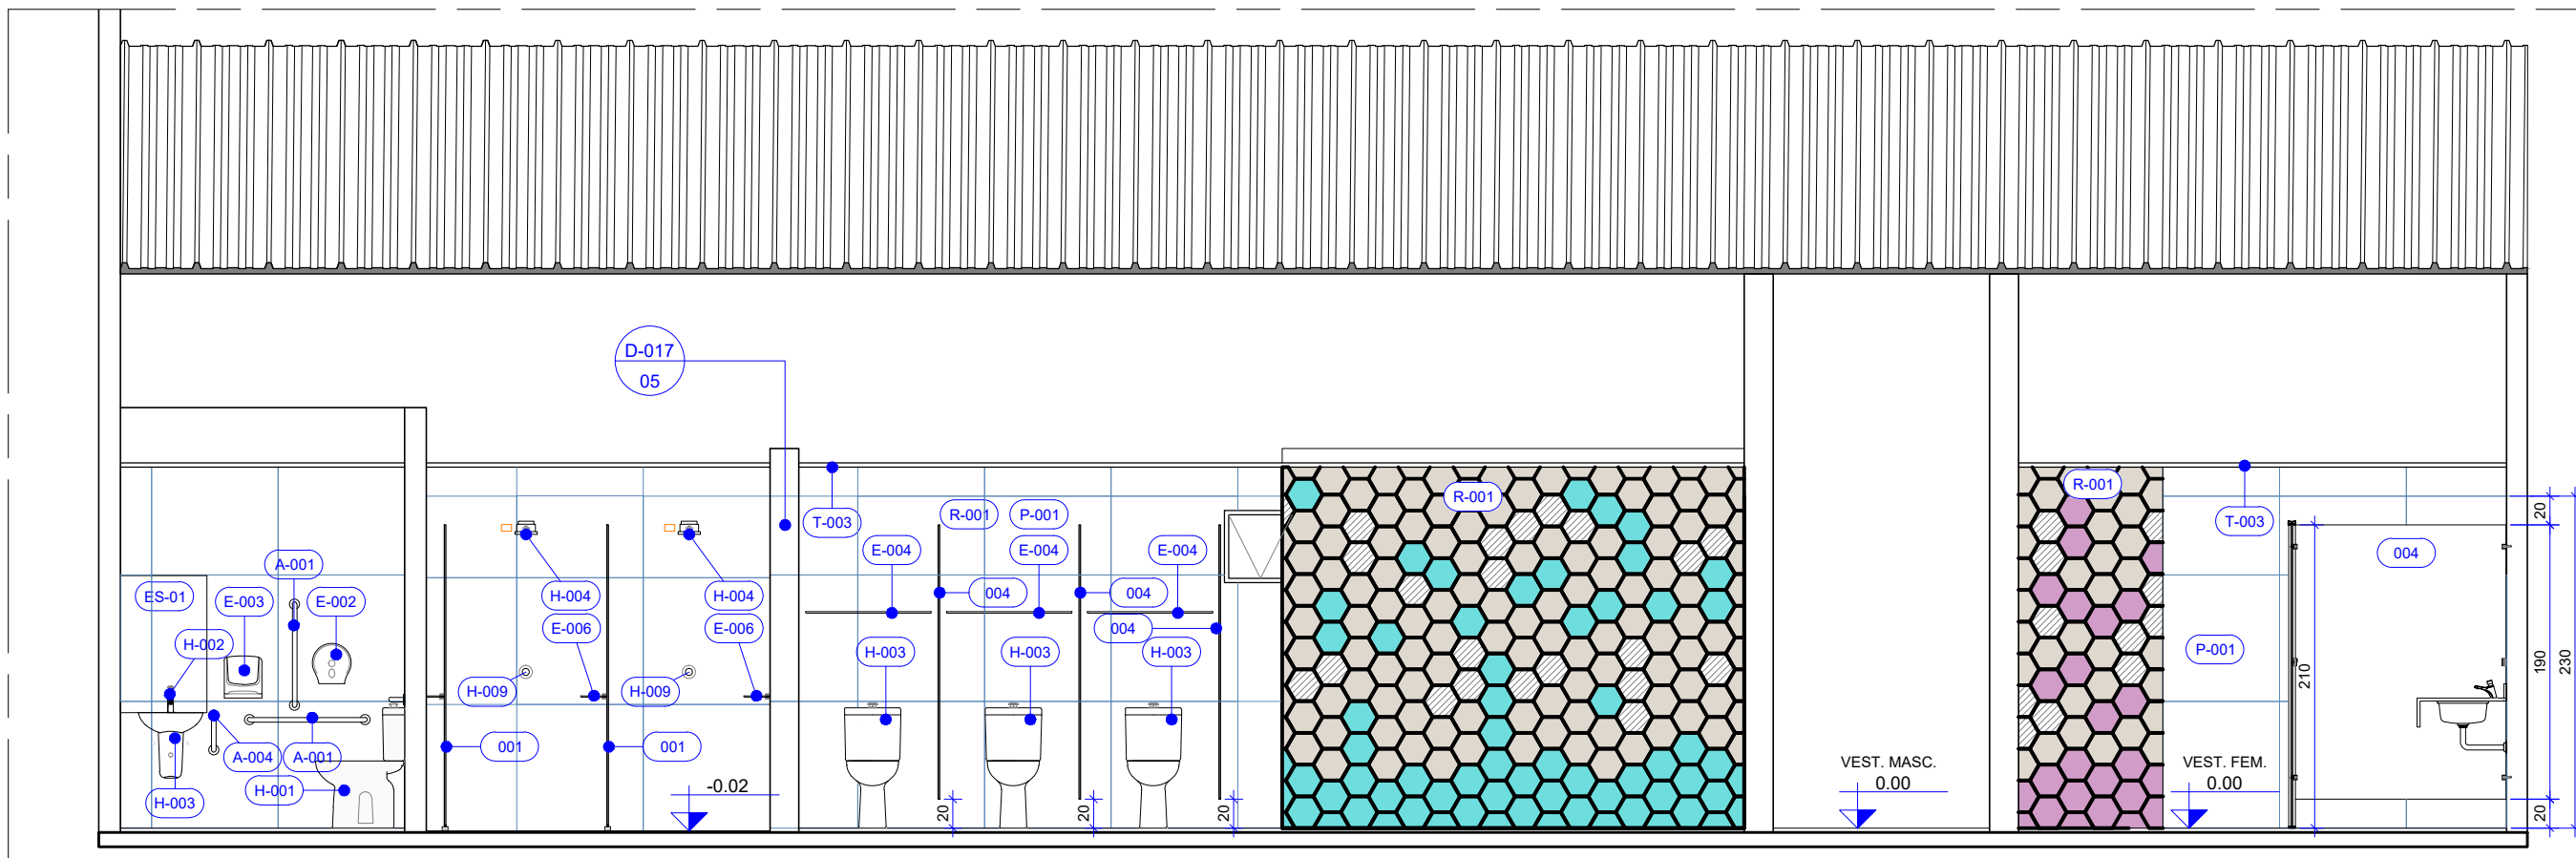 D-017
05
R-001
R-001
T-003
R-001
P-001
T-003
20
E-004
E-004
E-004
004
A-001
ES-01
E-003
E-002
H-004
H-004
004
004
H-002
E-006
E-006
004
H-003
H-003
H-003
P-001
190
230
210
H-009
H-009
A-004
A-001
001
001
VEST. MASC.
0.00
VEST. FEM.
0.00
H-001
H-003
-0.02
20
20
20
20